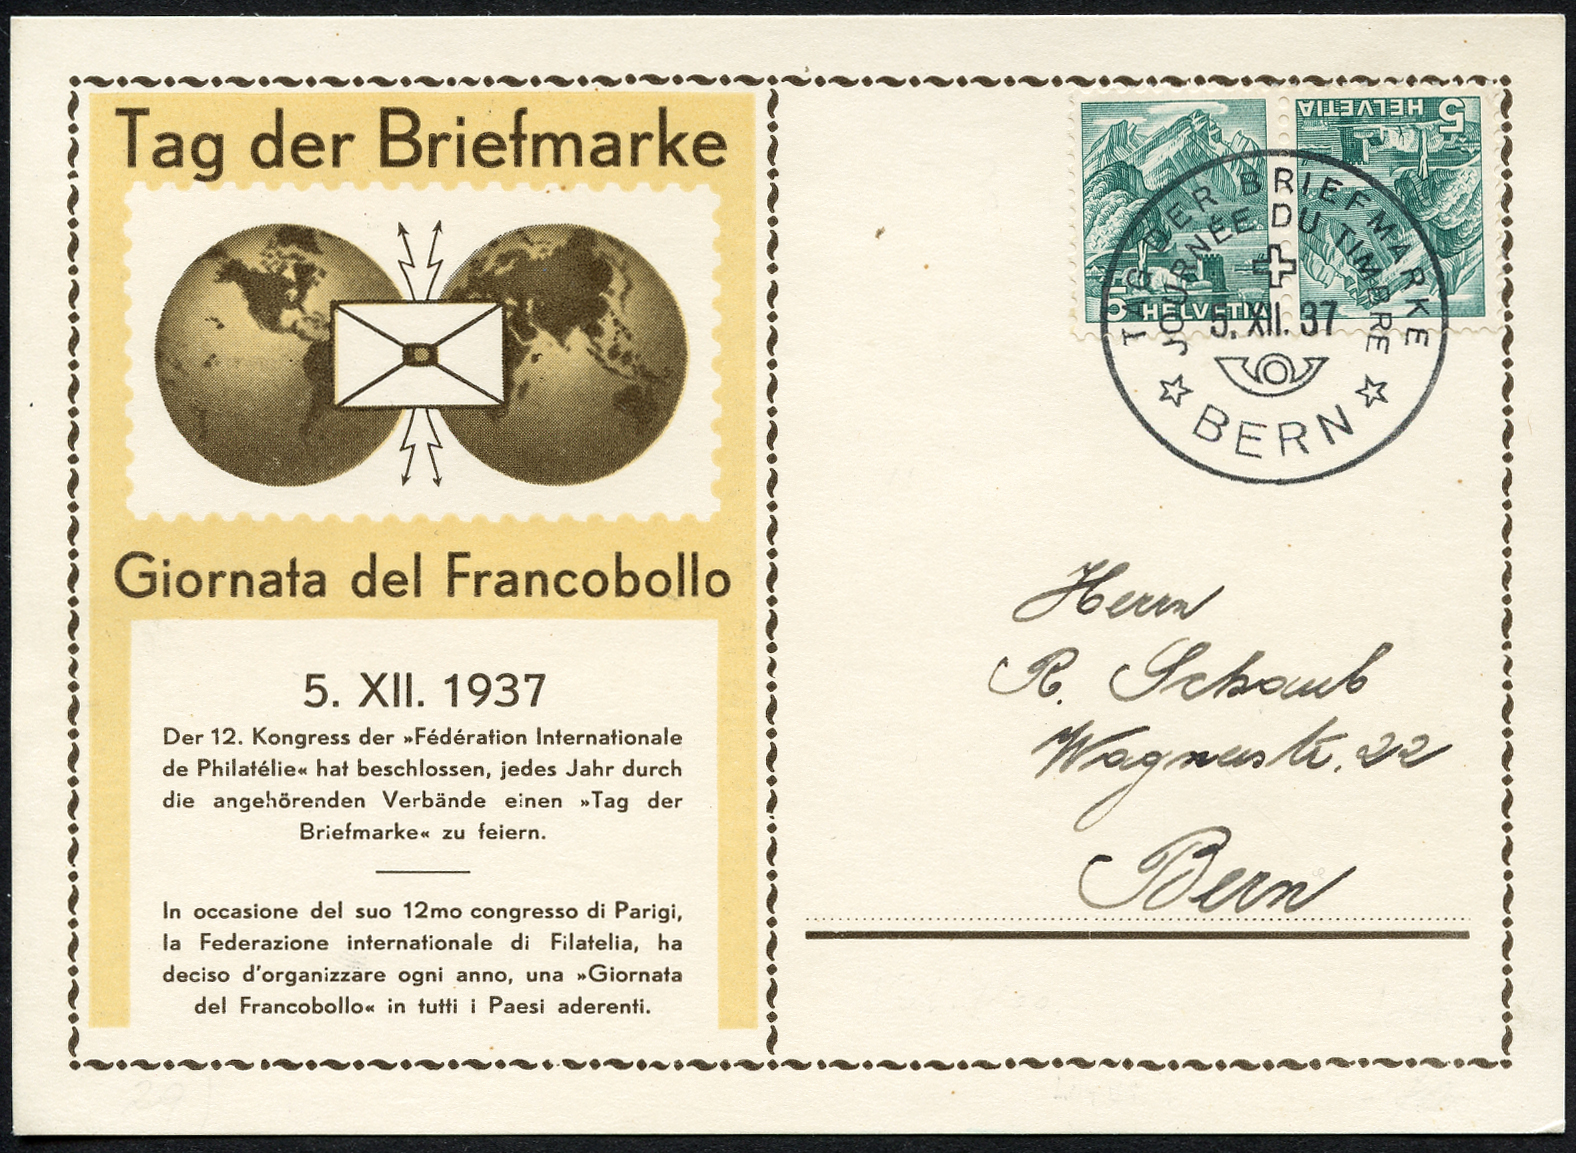 Tag der Briefmarke
Giornata del Francobollo
5. XII. 1937
Der 12. Kongress der »Fédération Internationale
de Philatélie« hat beschlossen, jedes Jahr durch
die angehörenden Verbände einen »Tag der
Briefmarke« zu feiern.
In occasione del suo 12mo congresso di Parigi,
la Federazione internationale di Filatelia, ha
deciso d'organizzare ogni anno, una »Giornata
del Francobollo« in tutti i Paesi aderenti.
5 HELVETIA
5 HELVETIA
TAG DER BRIEFMARKE
JOURNÉE DU TIMBRE
5. XII. 37
BERN
Herrn
R. Schaub
Wagnerstr. 22
Bern